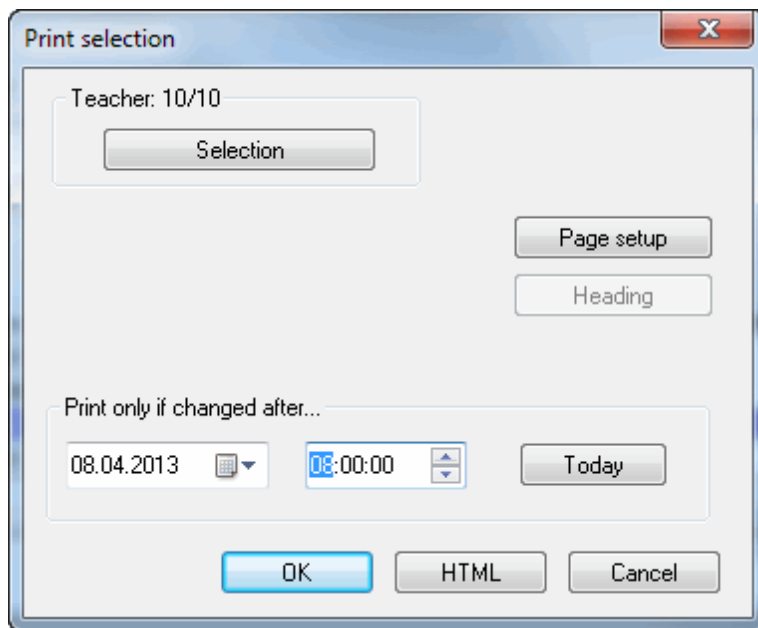 Print selection
Teacher: 10/10
Selection
Page setup
Heading
Print only if changed after...
08.04.2013 08:00:00 Today
OK HTML Cancel